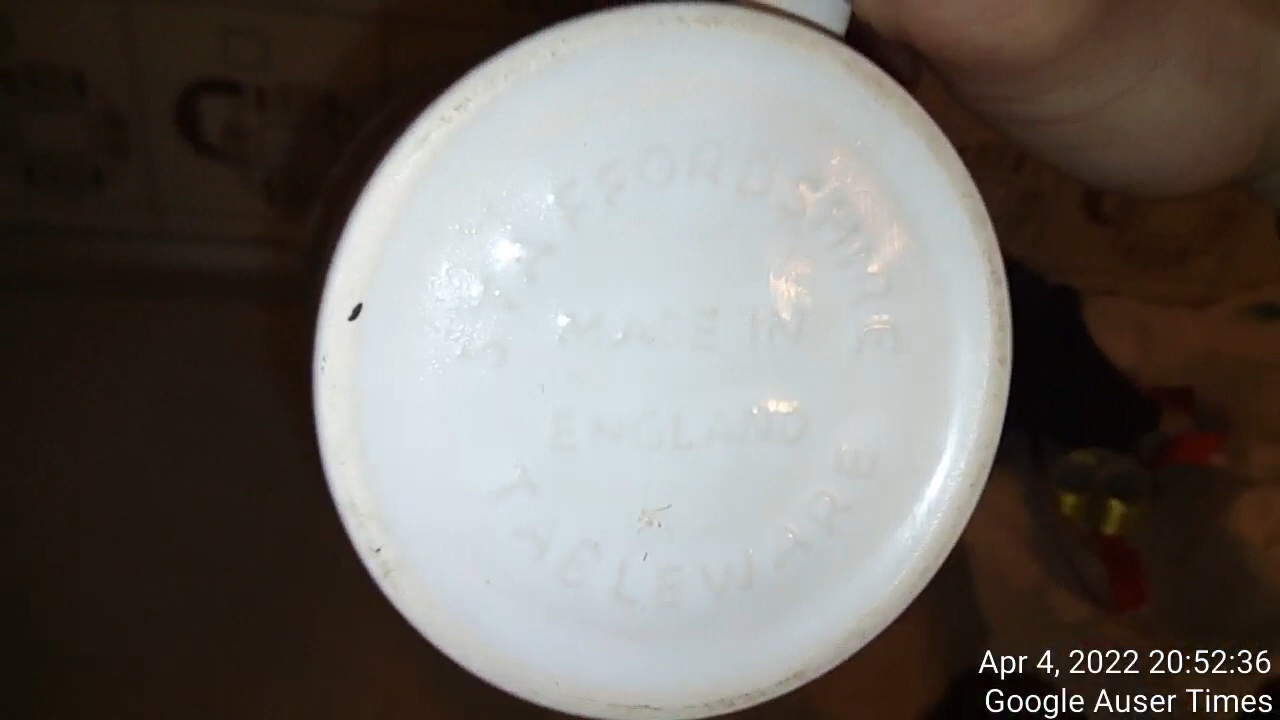 STAFFORDSHIRE
MADE IN
ENGLAND
TABLEWARE
Apr 4, 2022 20:52:36
Google Auser Times